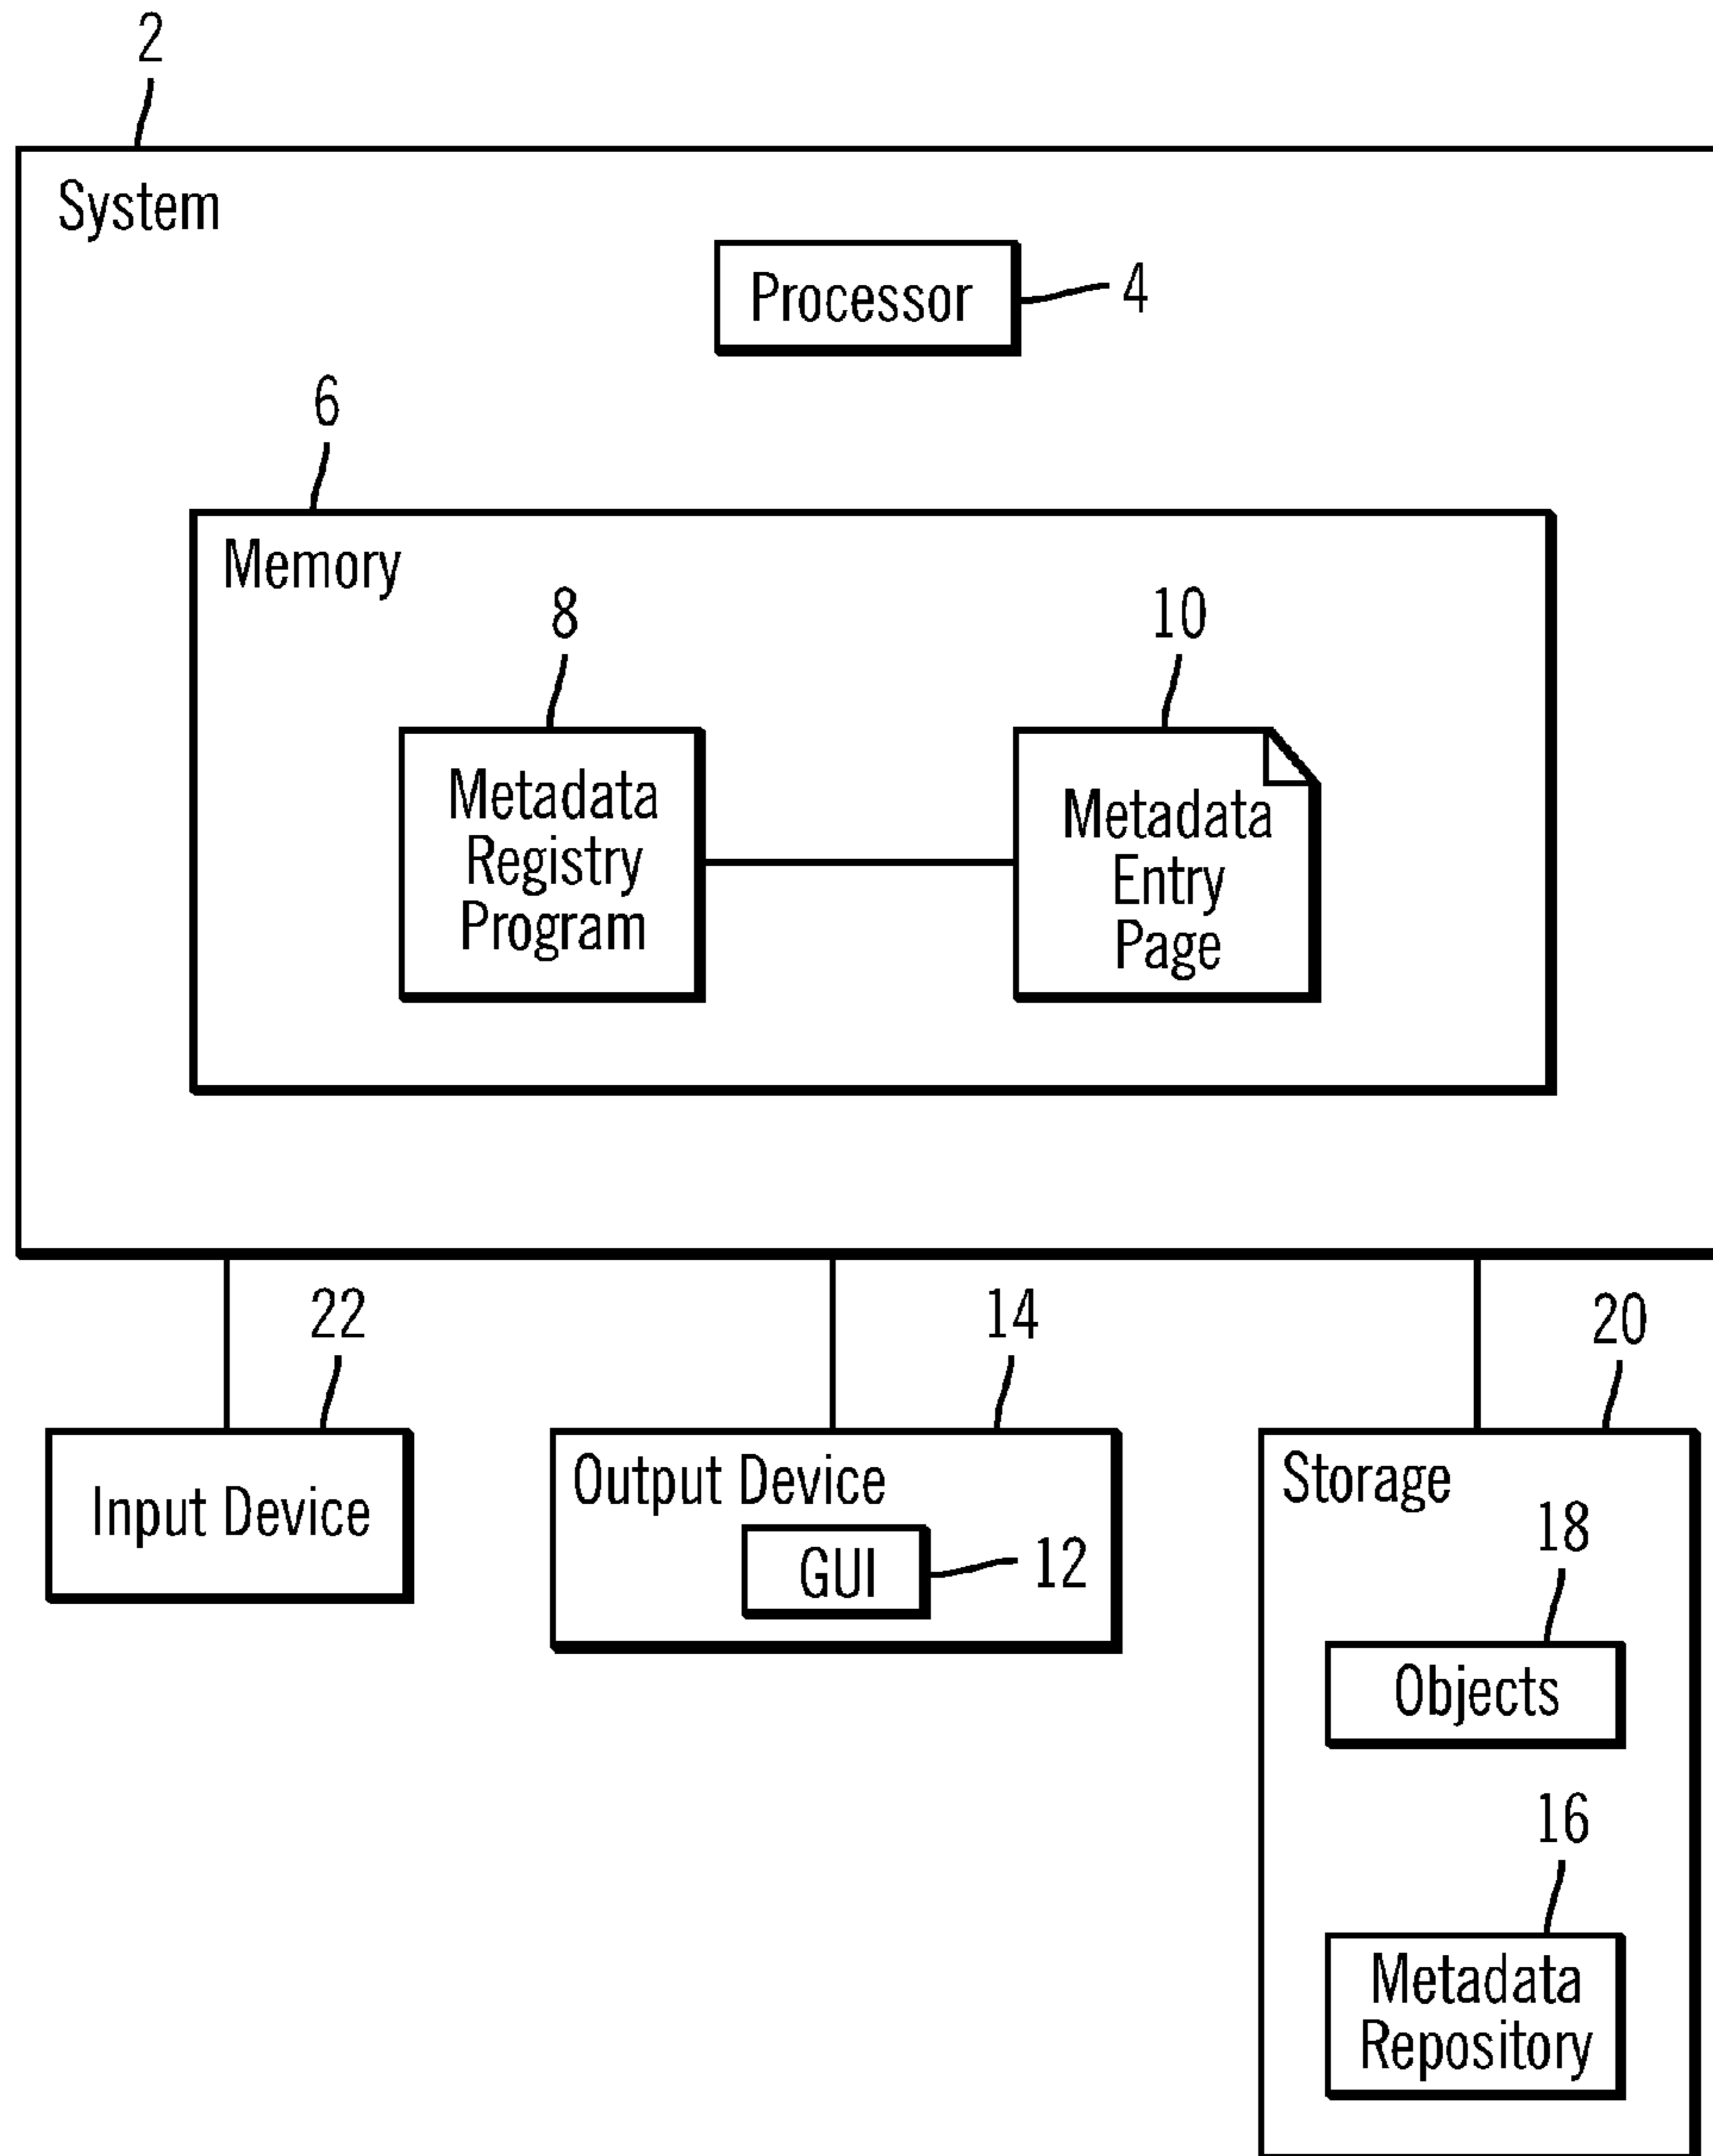 2
System
Processor
4
6
Memory
8
10
Metadata
Registry
Program
Metadata
Entry
Page
22
14
20
Input Device
Output Device
GUI
12
Storage
18
Objects
16
Metadata
Repository